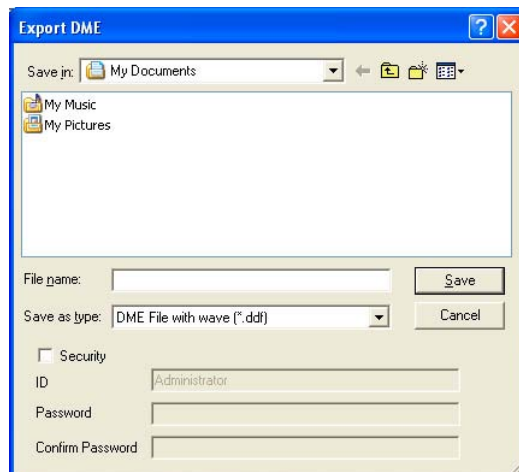 Export DME
Save in: My Documents
My Music
My Pictures
File name:
Save
Save as type: DME File with wave (*.ddf)
Cancel
Security
ID Administrator
Password
Confirm Password